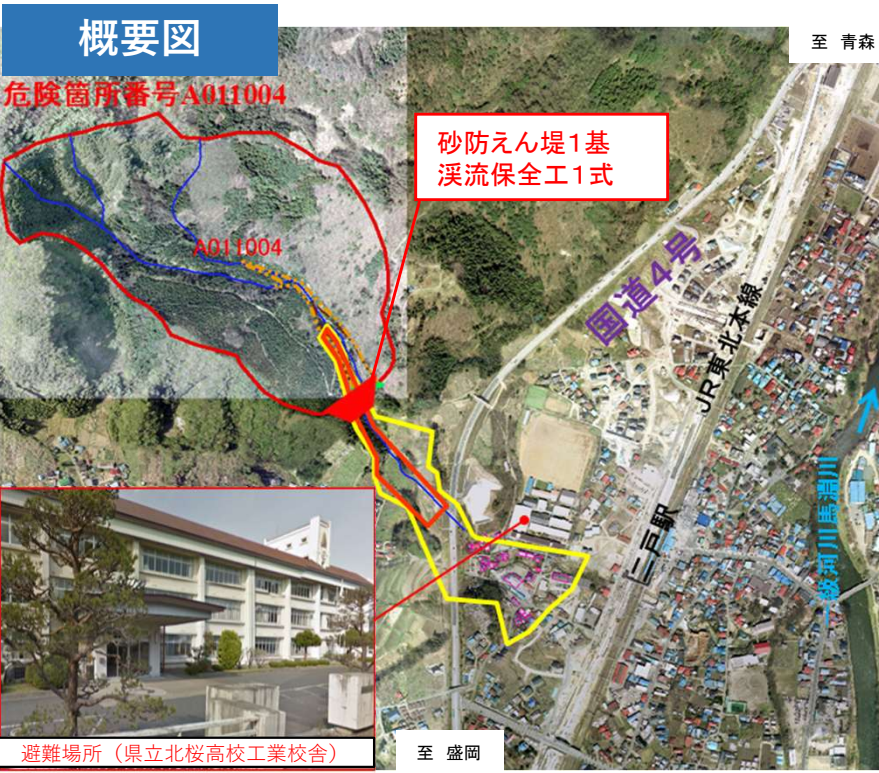 概要図
至 青森
危険箇所番号A011004
砂防えん堤1基
渓流保全工1式
A011004
国道4号
JR東北本線
二戸駅
一級河川馬淵川
避難場所（県立北桜高校工業校舎）
至 盛岡